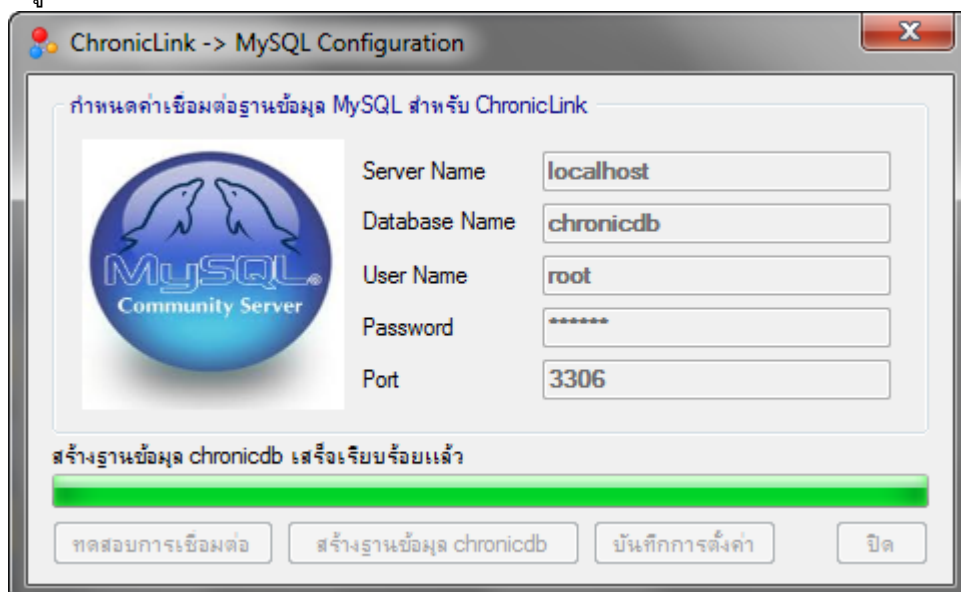 ChronicLink -> MySQL Configuration
กำหนดค่าเชื่อมต่อฐานข้อมูล MySQL สำหรับ ChronicLink
MySQL®
Community Server
Server Name localhost
Database Name chronicdb
User Name root
Password ******
Port 3306
สร้างฐานข้อมูล chronicdb เสร็จเรียบร้อยแล้ว
ทดสอบการเชื่อมต่อ สร้างฐานข้อมูล chronicdb บันทึกการตั้งค่า ปิด